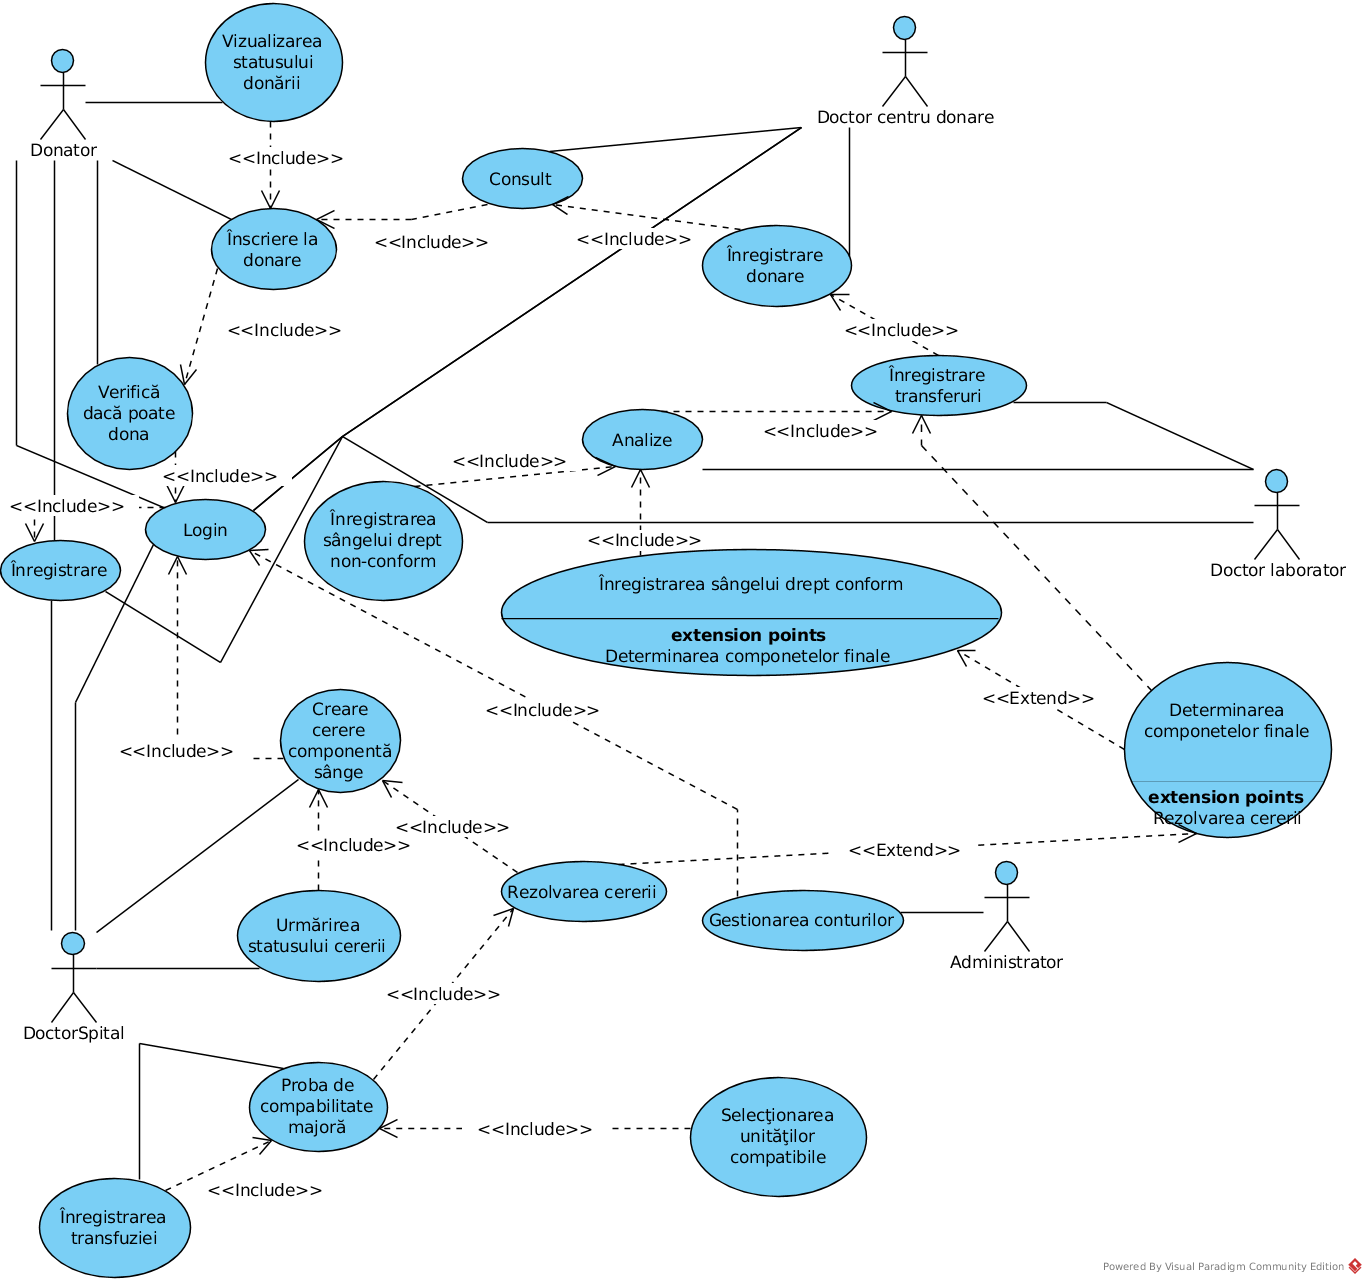 Vizualizarea
statusului
donării
Donator
Doctor centru donare
<<Include>>
Consult
Înscriere la
donare
<<Include>>
<<Include>>
Înregistrare
donare
<<Include>>
<<Include>>
Verifică
dacă poate
dona
Înregistrare
transferuri
<<Include>>
Analize
<<Include>>
<<Include>>
<<Include>>
Login
Înregistrarea
sângelui drept
non-conform
<<Include>>
Înregistrare
Doctor laborator
Înregistrarea sângelui drept conform
extension points
Determinarea componetelor finale
<<Extend>>
Determinarea
componetelor finale
extension points
Rezolvarea cererii
<<Include>>
<<Include>>
Creare
cerere
componentă
sânge
<<Include>>
<<Include>>
<<Extend>>
Rezolvarea cererii
Gestionarea conturilor
Administrator
Urmărirea
statusului cererii
<<Include>>
DoctorSpital
Proba de
compabilitate
majoră
<<Include>>
Selecţionarea
unităţilor
compatibile
<<Include>>
Înregistrarea
transfuziei
Powered By Visual Paradigm Community Edition